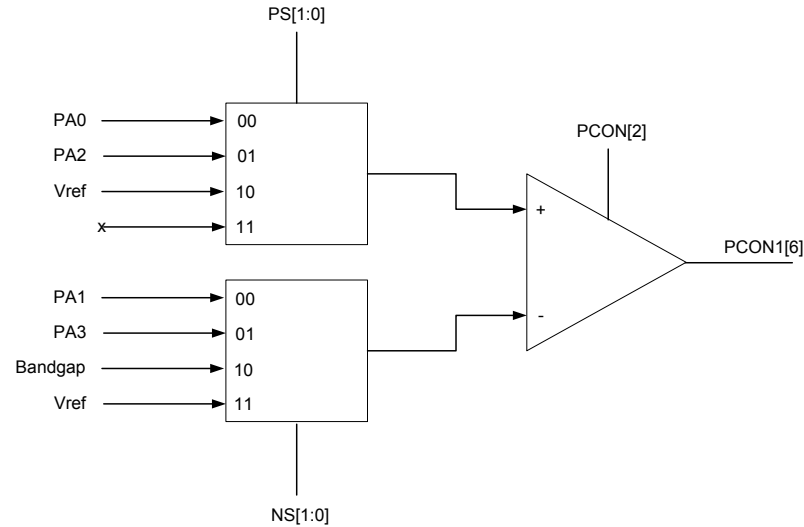 PS[1:0]
PA0
00
PA2
01
Vref
10
x
11
PCON[2]
+
-
PCON1[6]
PA1
00
PA3
01
Bandgap
10
Vref
11
NS[1:0]